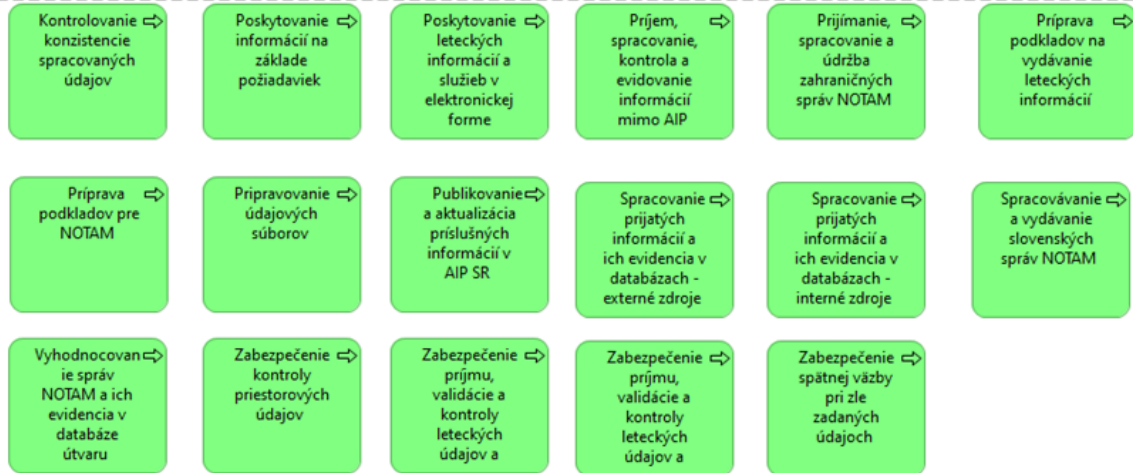 Kontrolovanie
konzistencie
spracovaných
údajov
Poskytovanie
informácií na
základe
požiadaviek
Poskytovanie
leteckých
informácií a
služieb v
elektronickej
forme
Príjem,
spracovanie,
kontrola a
evidovanie
informácií
mimo AIP
Prijímanie,
spracovanie a
údržba
zahraničných
správ NOTAM
Príprava
podkladov na
vydávanie
leteckých
informácií
Príprava
podkladov pre
NOTAM
Pripravovanie
údajových
súborov
Publikovanie
a aktualizácia
príslušných
informácií v
AIP SR
Spracovanie
prijatých
informácií a
ich evidencia v
databázach -
externé zdroje
Spracovanie
prijatých
informácií a
ich evidencia v
databázach -
interné zdroje
Spracovávanie
a vydávanie
slovenských
správ NOTAM
Vyhodnocovan
ie správ
NOTAM a ich
evidencia v
databáze
útvaru
Zabezpečenie
kontroly
priestorových
údajov
Zabezpečenie
príjmu,
validácie a
kontroly
leteckých
údajov a
Zabezpečenie
príjmu,
validácie a
kontroly
leteckých
údajov a
Zabezpečenie
spätnej väzby
pri zle
zadaných
údajoch